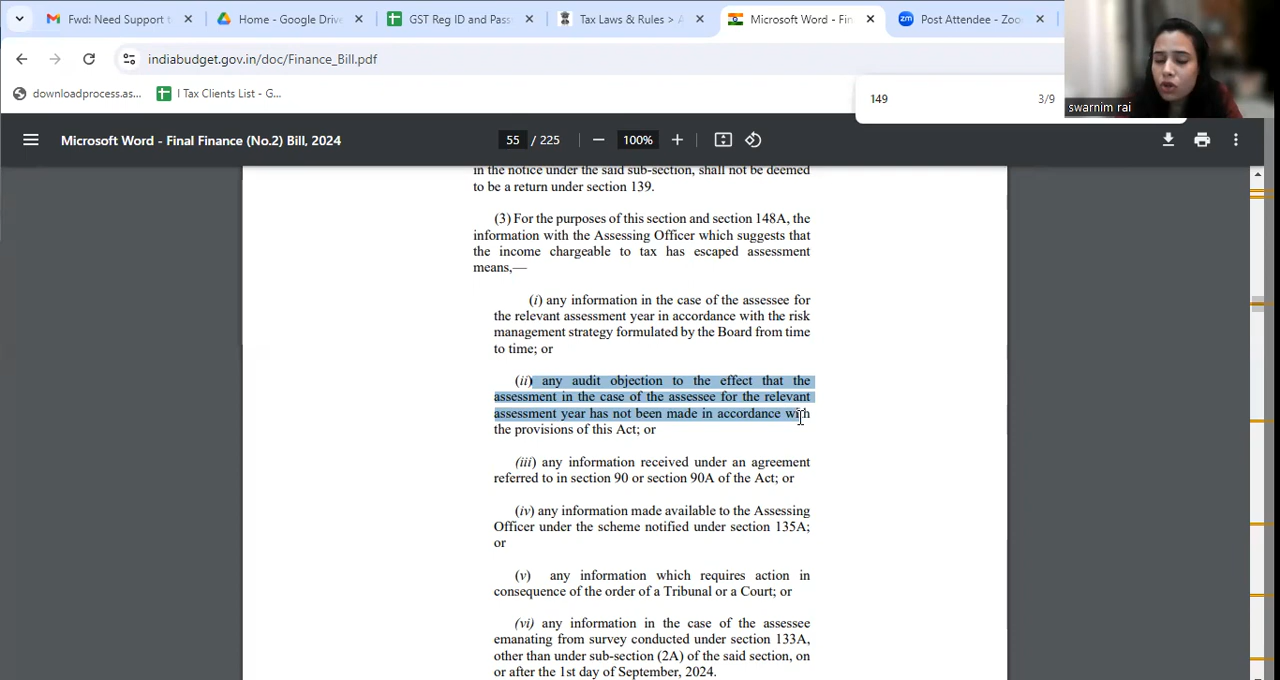 Fwd: Need Support t
Home - Google Drive
GST Reg ID and Pass
Tax Laws & Rules > A
Microsoft Word - Fin
Post Attendee - Zoo
indiabudget.gov.in/doc/Finance_Bill.pdf
downloadprocess.as...
I Tax Clients List - G...
149
3/9
swarnim rai
Microsoft Word - Final Finance (No.2) Bill, 2024
55 / 225
100%
in the notice under the said sub-section, shall not be deemed
to be a return under section 139.
(3) For the purposes of this section and section 148A, the
information with the Assessing Officer which suggests that
the income chargeable to tax has escaped assessment
means,—
(i) any information in the case of the assessee for
the relevant assessment year in accordance with the risk
management strategy formulated by the Board from time
to time; or
(ii) any audit objection to the effect that the
assessment in the case of the assessee for the relevant
assessment year has not been made in accordance with
the provisions of this Act; or
(iii) any information received under an agreement
referred to in section 90 or section 90A of the Act; or
(iv) any information made available to the Assessing
Officer under the scheme notified under section 135A;
or
(v) any information which requires action in
consequence of the order of a Tribunal or a Court; or
(vi) any information in the case of the assessee
emanating from survey conducted under section 133A,
other than under sub-section (2A) of the said section, on
or after the 1st day of September, 2024.